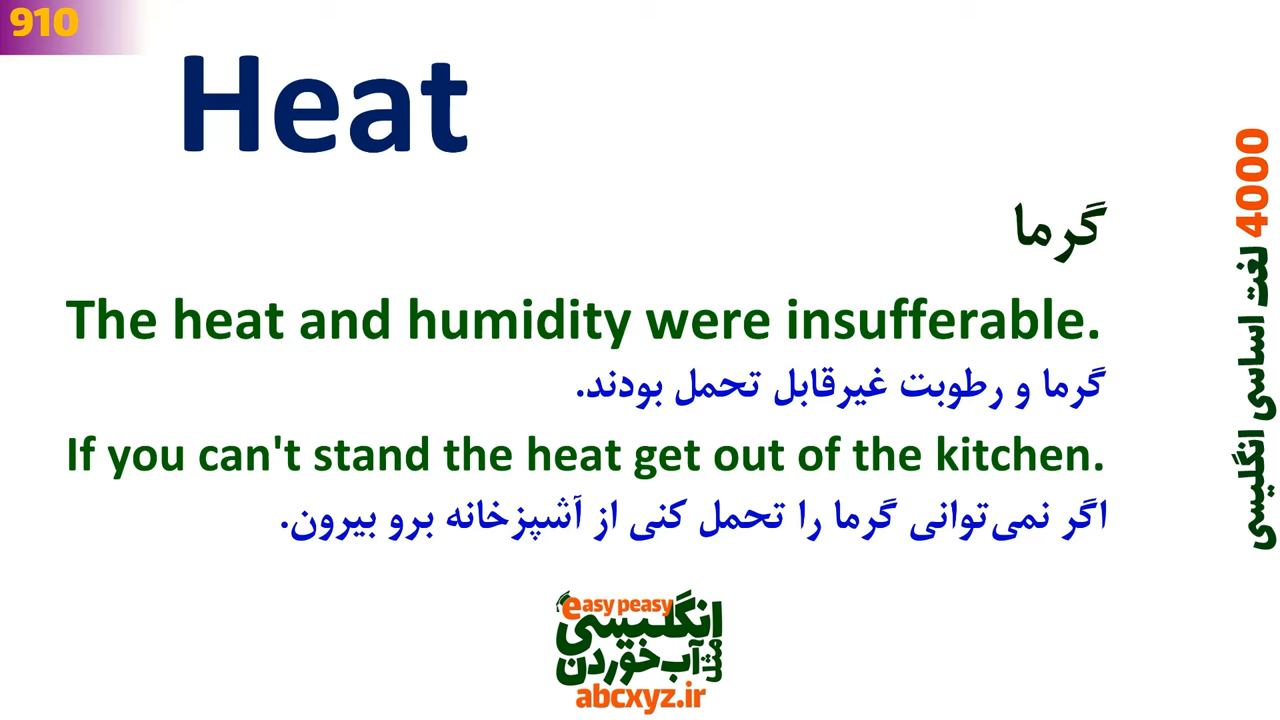 910
Heat
گرما
The heat and humidity were insufferable.
گرما و رطوبت غیرقابل تحمل بودند.
If you can't stand the heat get out of the kitchen.
اگر نمی‌توانی گرما را تحمل کنی از آشپزخانه برو بیرون.
4000 لغت اساسی انگلیسی
easy peasy
انگلیسی
مثل آب خوردن
abcxyz.ir